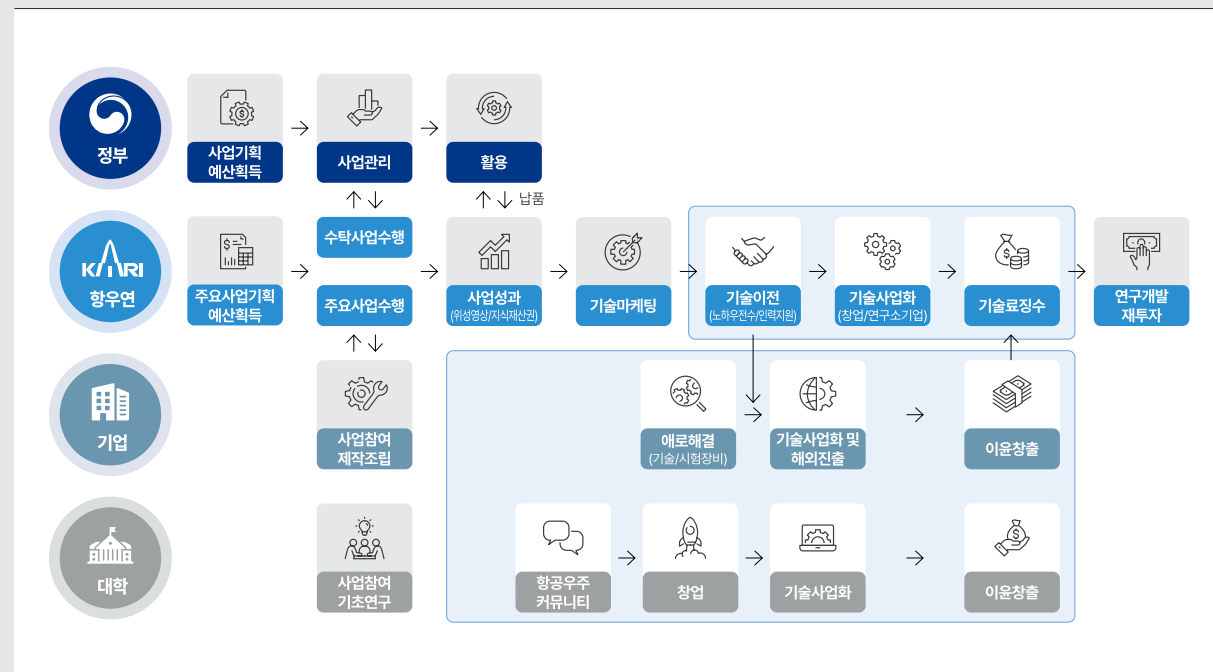 정부
사업기획
예산획득
사업관리
활용
납품
KARI
항우연
주요사업기획
예산획득
수탁사업수행
주요사업수행
사업성과
(위성영상/지식재산권)
기술마케팅
기술이전
(노하우전수/인력지원)
기술사업화
(창업/연구소기업)
기술료징수
연구개발
재투자
기업
사업참여
제작조립
애로해결
(기술/시험장비)
기술사업화 및
해외진출
이윤창출
대학
사업참여
기초연구
항공우주
커뮤니티
창업
기술사업화
이윤창출